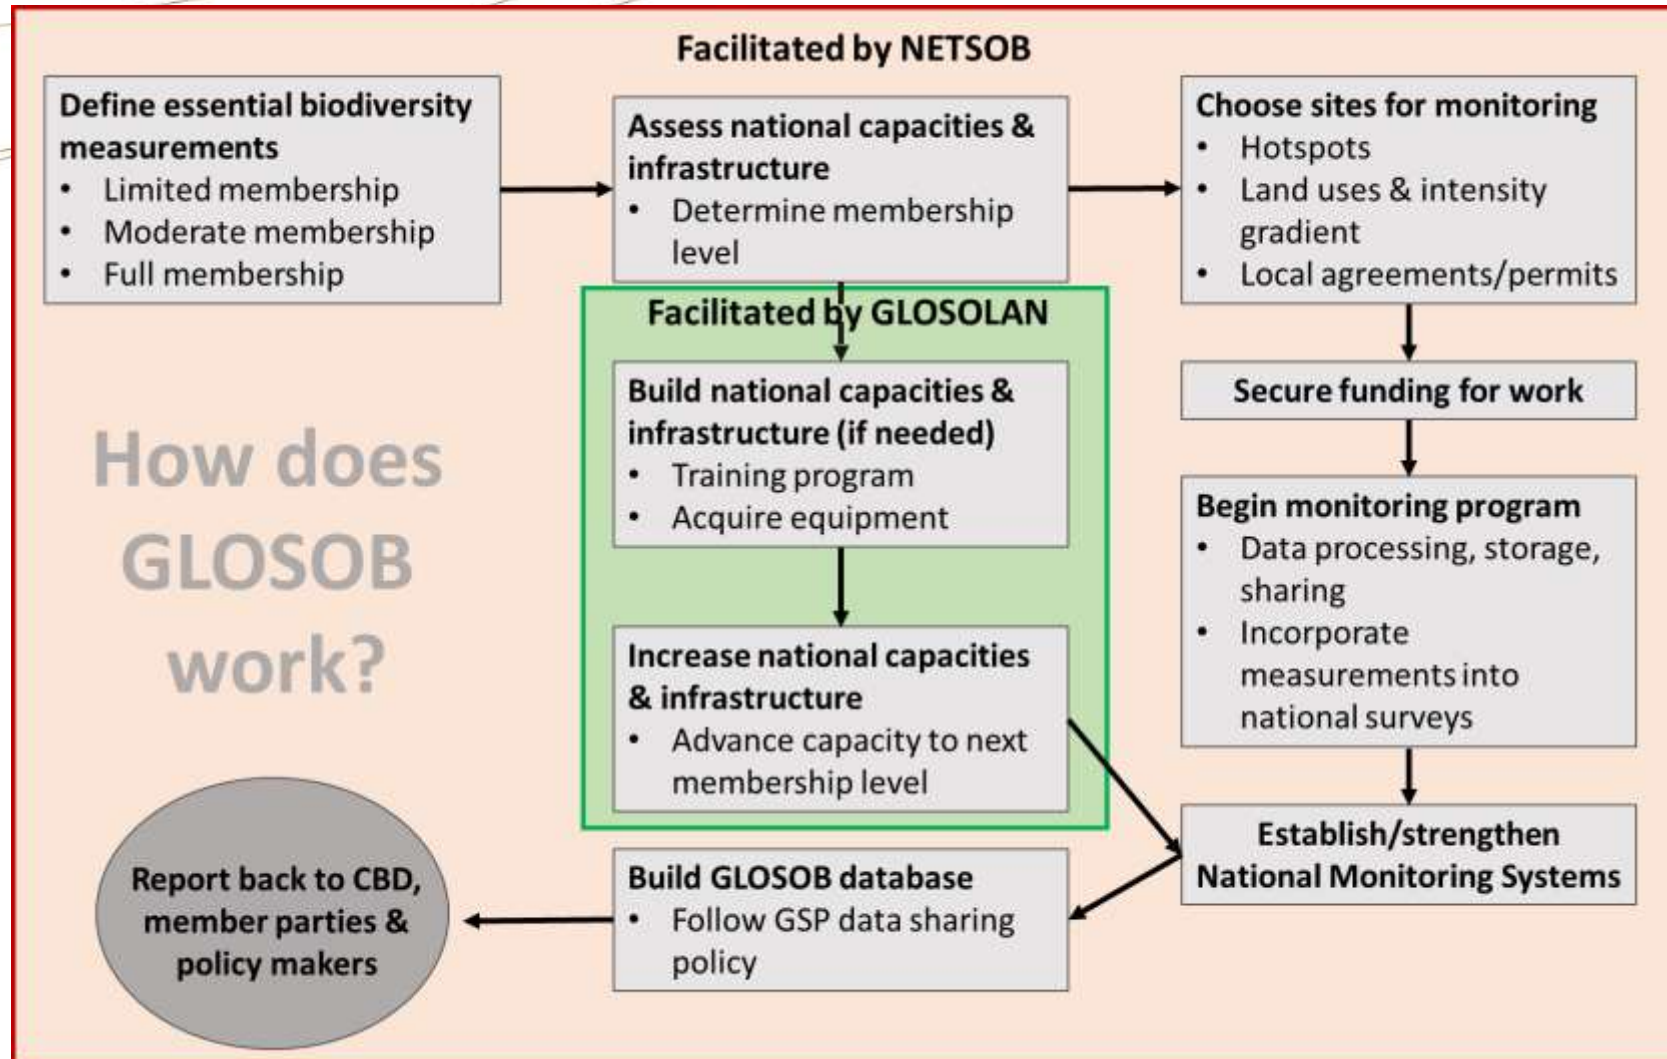 Facilitated by NETSOB
Define essential biodiversity
measurements
• Limited membership
• Moderate membership
• Full membership
Assess national capacities &
infrastructure
• Determine membership
level
Choose sites for monitoring
• Hotspots
• Land uses & intensity
gradient
• Local agreements/permits
Facilitated by GLOSOLAN
Build national capacities &
infrastructure (if needed)
• Training program
• Acquire equipment
Secure funding for work
How does
GLOSOB
work?
Begin monitoring program
• Data processing, storage,
sharing
• Incorporate
measurements into
national surveys
Increase national capacities
& infrastructure
• Advance capacity to next
membership level
Establish/strengthen
National Monitoring Systems
Build GLOSOB database
• Follow GSP data sharing
policy
Report back to CBD,
member parties &
policy makers